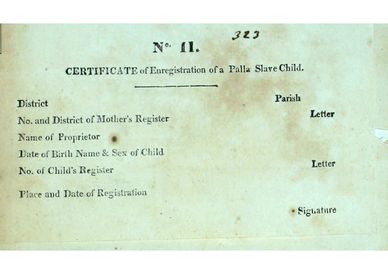 323
No. 11.
CERTIFICATE of Enregistration of a Palla Slave Child.
District Parish
No. and District of Mother's Register Letter
Name of Proprietor
Date of Birth Name & Sex of Child
No. of Child's Register Letter
Place and Date of Registration
Signature